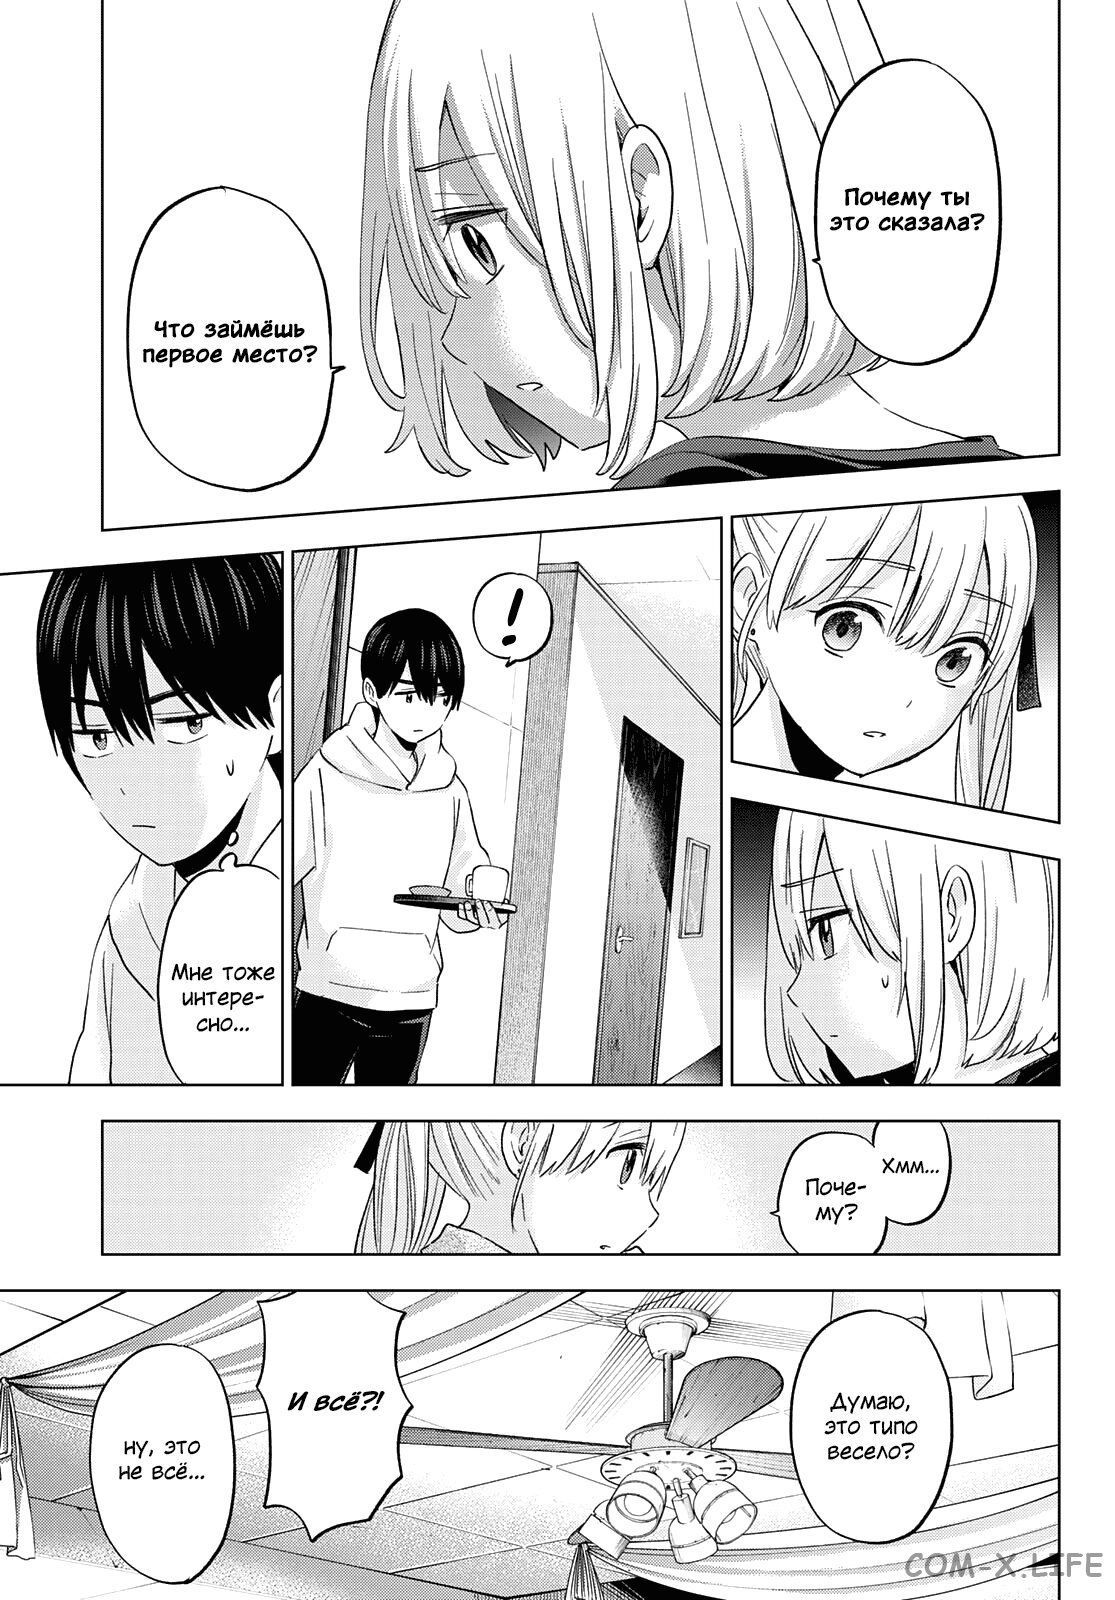 Почему ты
это сказала?
Что займёшь
первое место?
!
Мне тоже
интере-
сно...
Хмм...
Поче-
му?
Думаю,
это типо
весело?
И всё?!
ну, это
не всё...
COM-X.LIFE